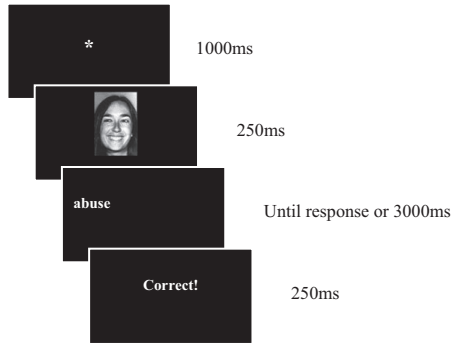 *
1000ms
250ms
abuse
Until response or 3000ms
Correct!
250ms